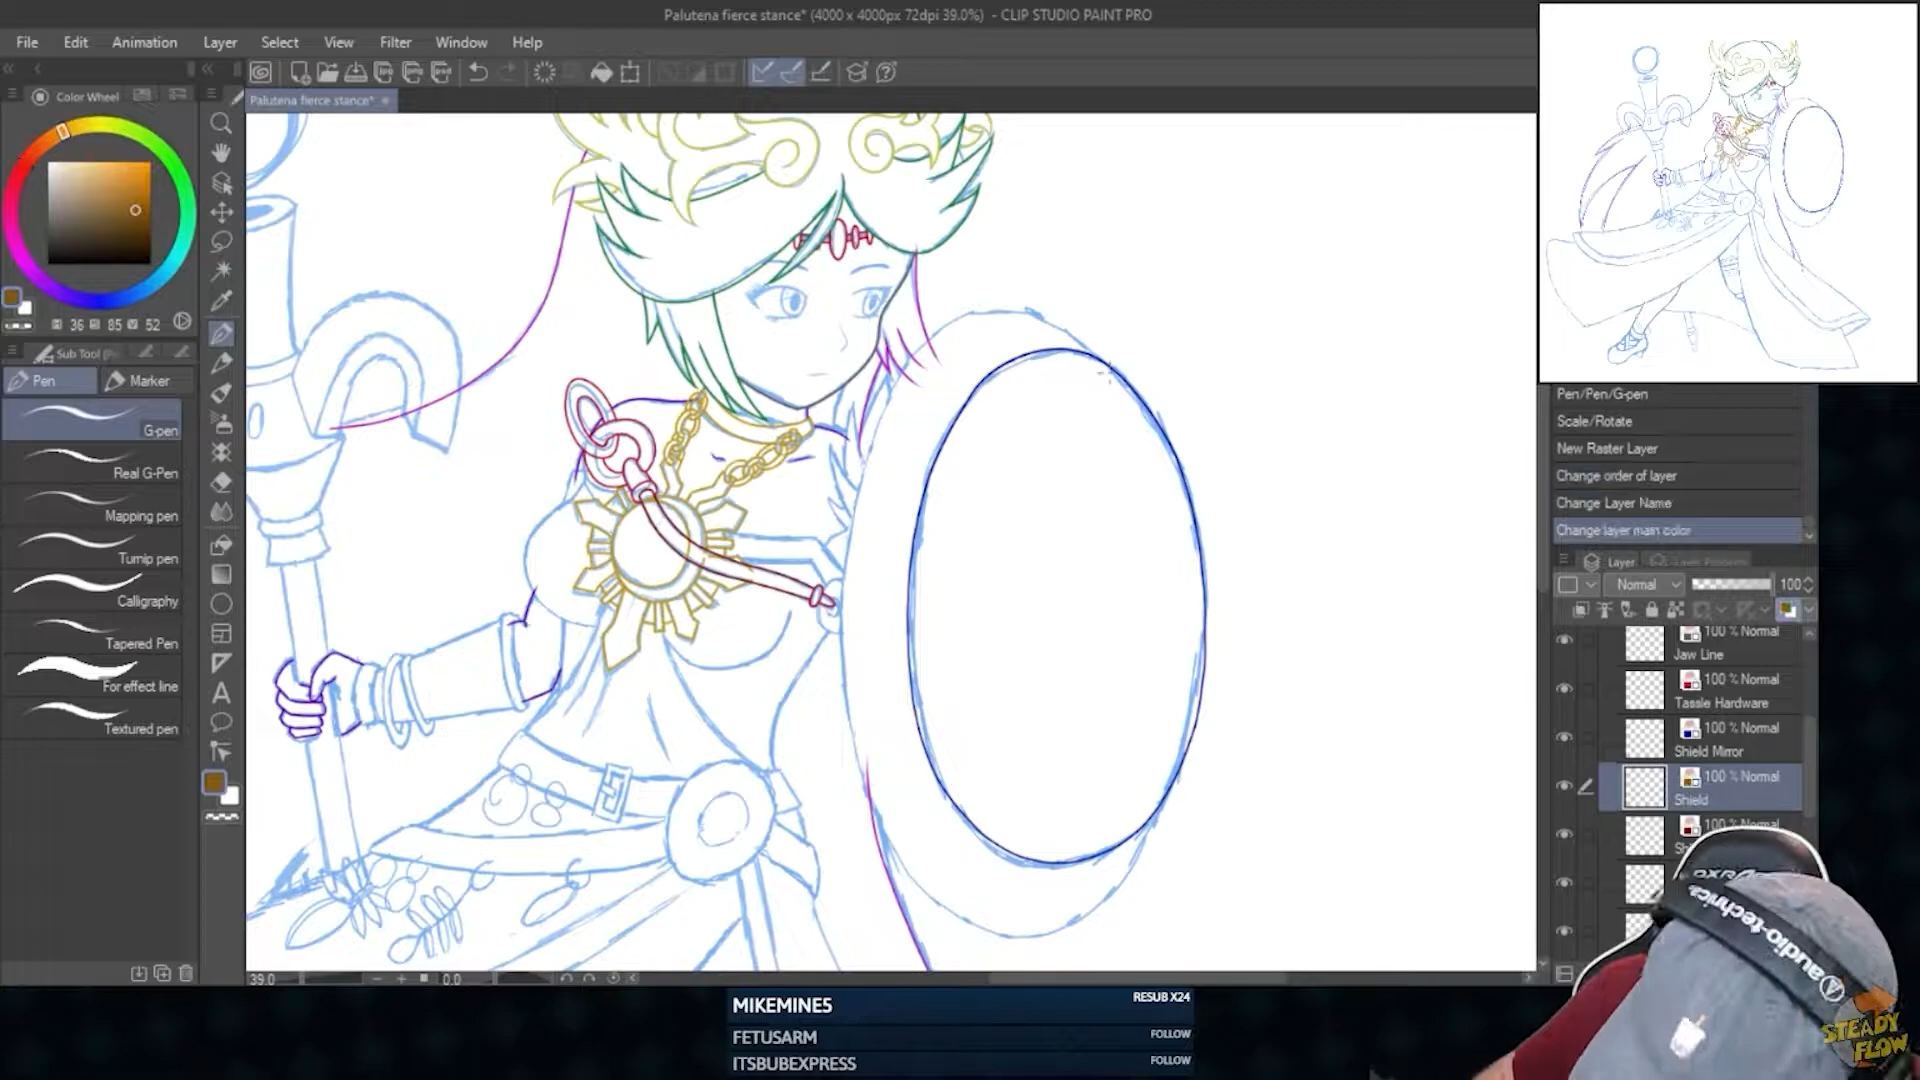 Palutena fierce stance* (4000 x 4000px 72dpi 39.0%) - CLIP STUDIO PAINT PRO
File Edit Animation Layer Select View Filter Window Help
Color Wheel
Palutena fierce stance*
36 85 52
Sub Tool
Pen Marker
G-pen
Real G-Pen
Mapping pen
Turnip pen
Calligraphy
Tapered Pen
For effect line
Textured pen
39.0 0.0
Pen/Pen/G-pen
Scale/Rotate
New Raster Layer
Change order of layer
Change Layer Name
Change layer main color
Layer
Normal 100
100 % Normal
Jaw Line
100 % Normal
Tassle Hardware
100 % Normal
Shield Mirror
100 % Normal
Shield
100 % Normal
MIKEMINE5 RESUB X24
FETUSARM FOLLOW
ITSBUBEXPRESS FOLLOW
audio-technica
STEADY
FLOW